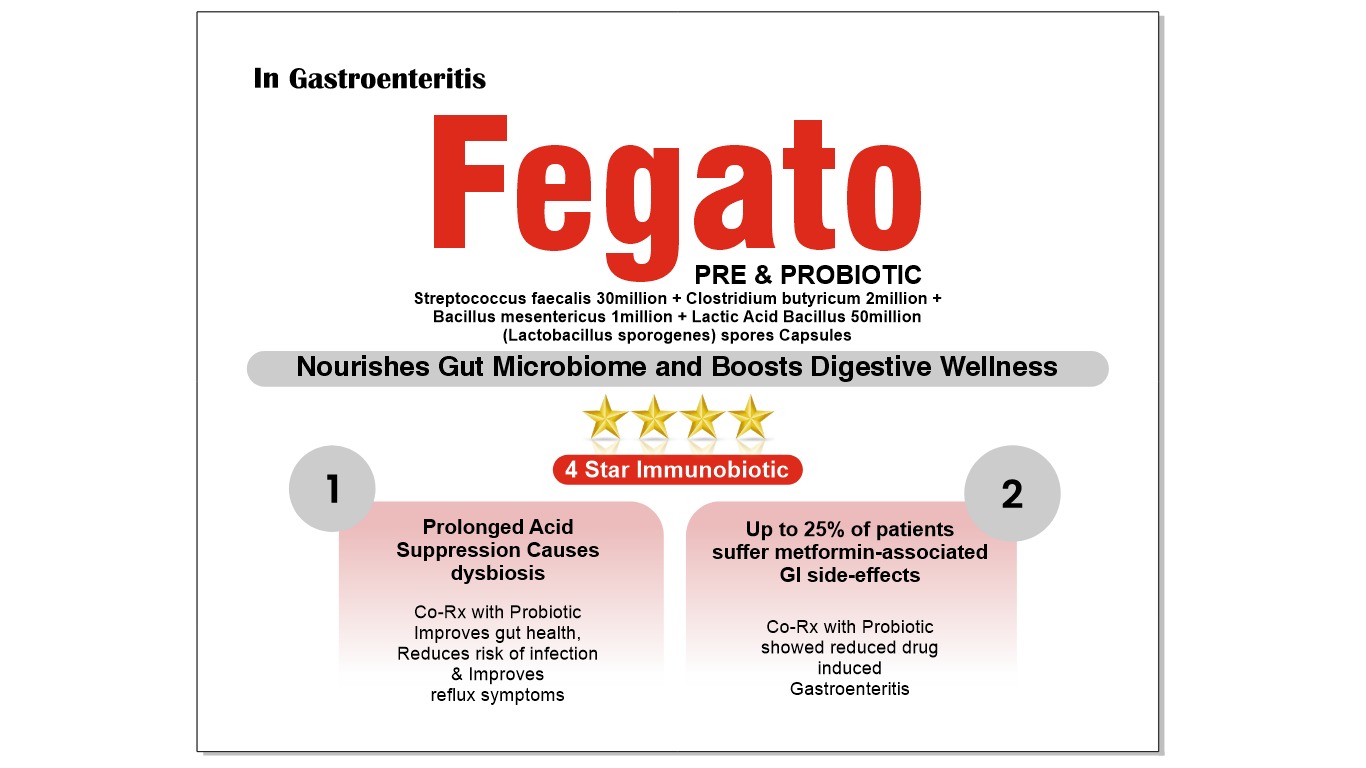 In Gastroenteritis
Fegato
PRE & PROBIOTIC
Streptococcus faecalis 30million + Clostridium butyricum 2million +
Bacillus mesentericus 1million + Lactic Acid Bacillus 50million
(Lactobacillus sporogenes) spores Capsules
Nourishes Gut Microbiome and Boosts Digestive Wellness
4 Star Immunobiotic
1
Prolonged Acid
Suppression Causes
dysbiosis
Co-Rx with Probiotic
Improves gut health,
Reduces risk of infection
& Improves
reflux symptoms
2
Up to 25% of patients
suffer metformin-associated
GI side-effects
Co-Rx with Probiotic
showed reduced drug
induced
Gastroenteritis